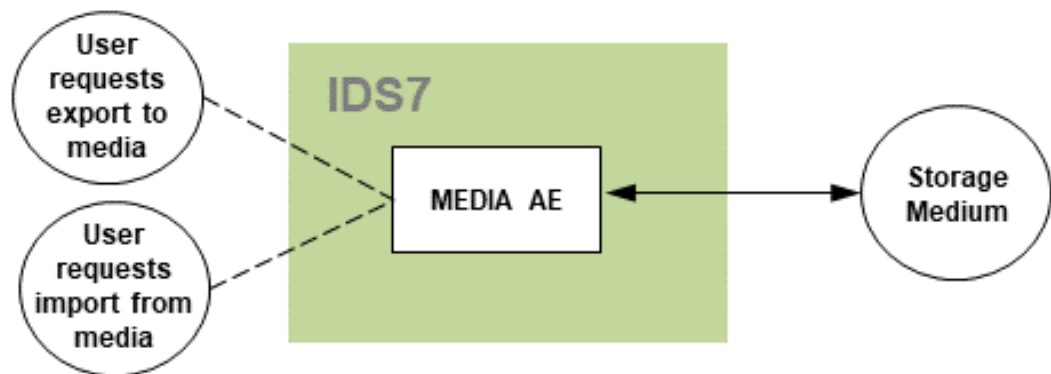 User
requests
export to
media
IDS7
MEDIA AE
Storage
Medium
User
requests
import from
media